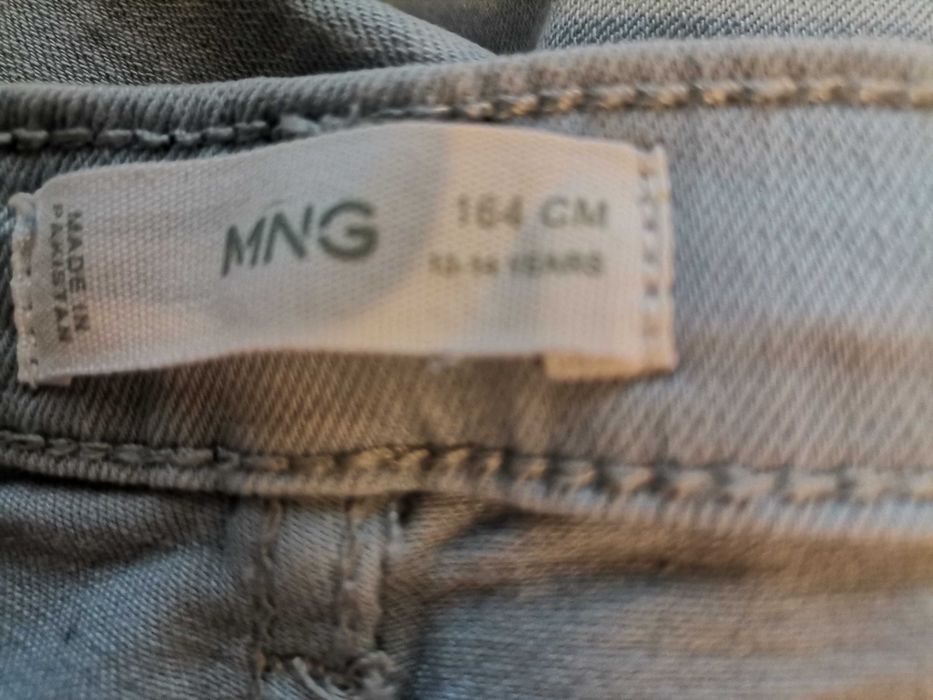 MADE IN
PAKISTAN
MNG
164 CM
13-14 YEARS